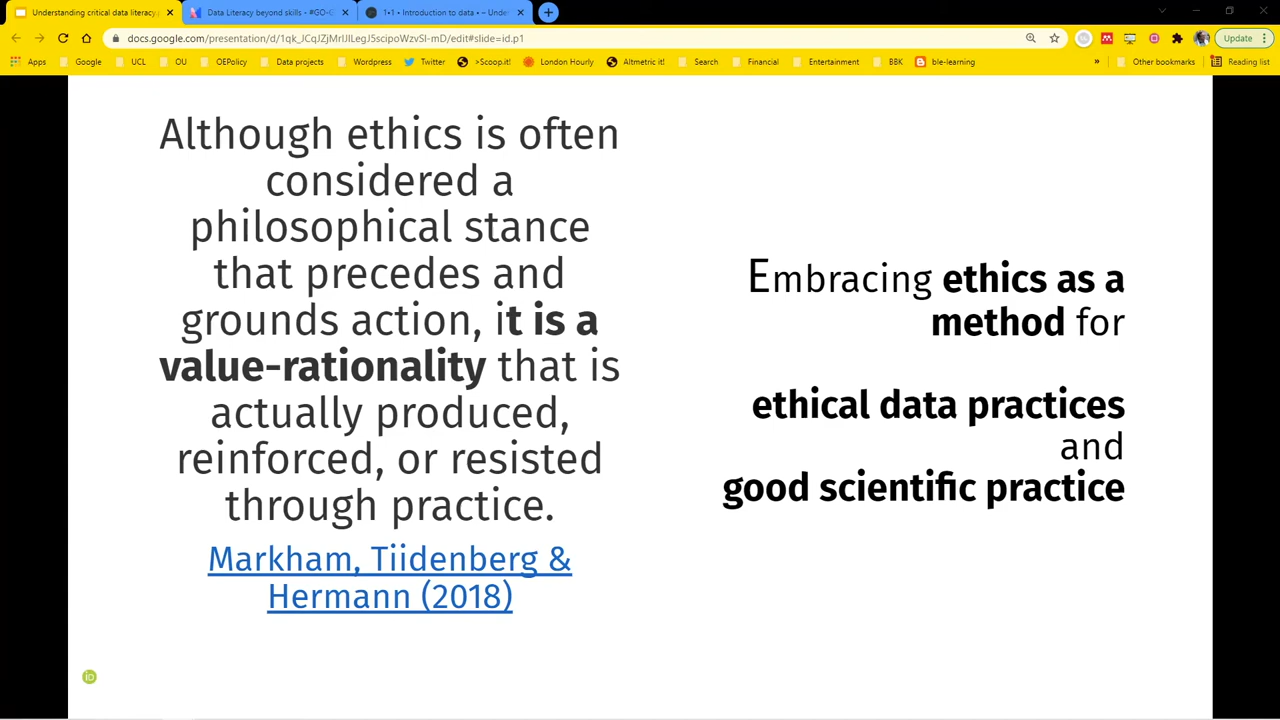 Understanding critical data literacy
Data Literacy beyond skills - #GO-
1•1 • Introduction to data • – Unde
docs.google.com/presentation/d/1qk_JCqJZjMrlJILegJ5scipoWzvSI-mD/edit#slide=id.p1
Update
Apps
Google
UCL
OU
OEPolicy
Data projects
Wordpress
Twitter
>Scoop.it!
London Hourly
Altmetric it!
Search
Financial
Entertainment
BBK
ble-learning
»
Other bookmarks
Reading list
Although ethics is often
considered a
philosophical stance
that precedes and
grounds action, it is a
value-rationality that is
actually produced,
reinforced, or resisted
through practice.
Markham, Tiidenberg &
Hermann (2018)
Embracing ethics as a
method for
ethical data practices
and
good scientific practice
iD